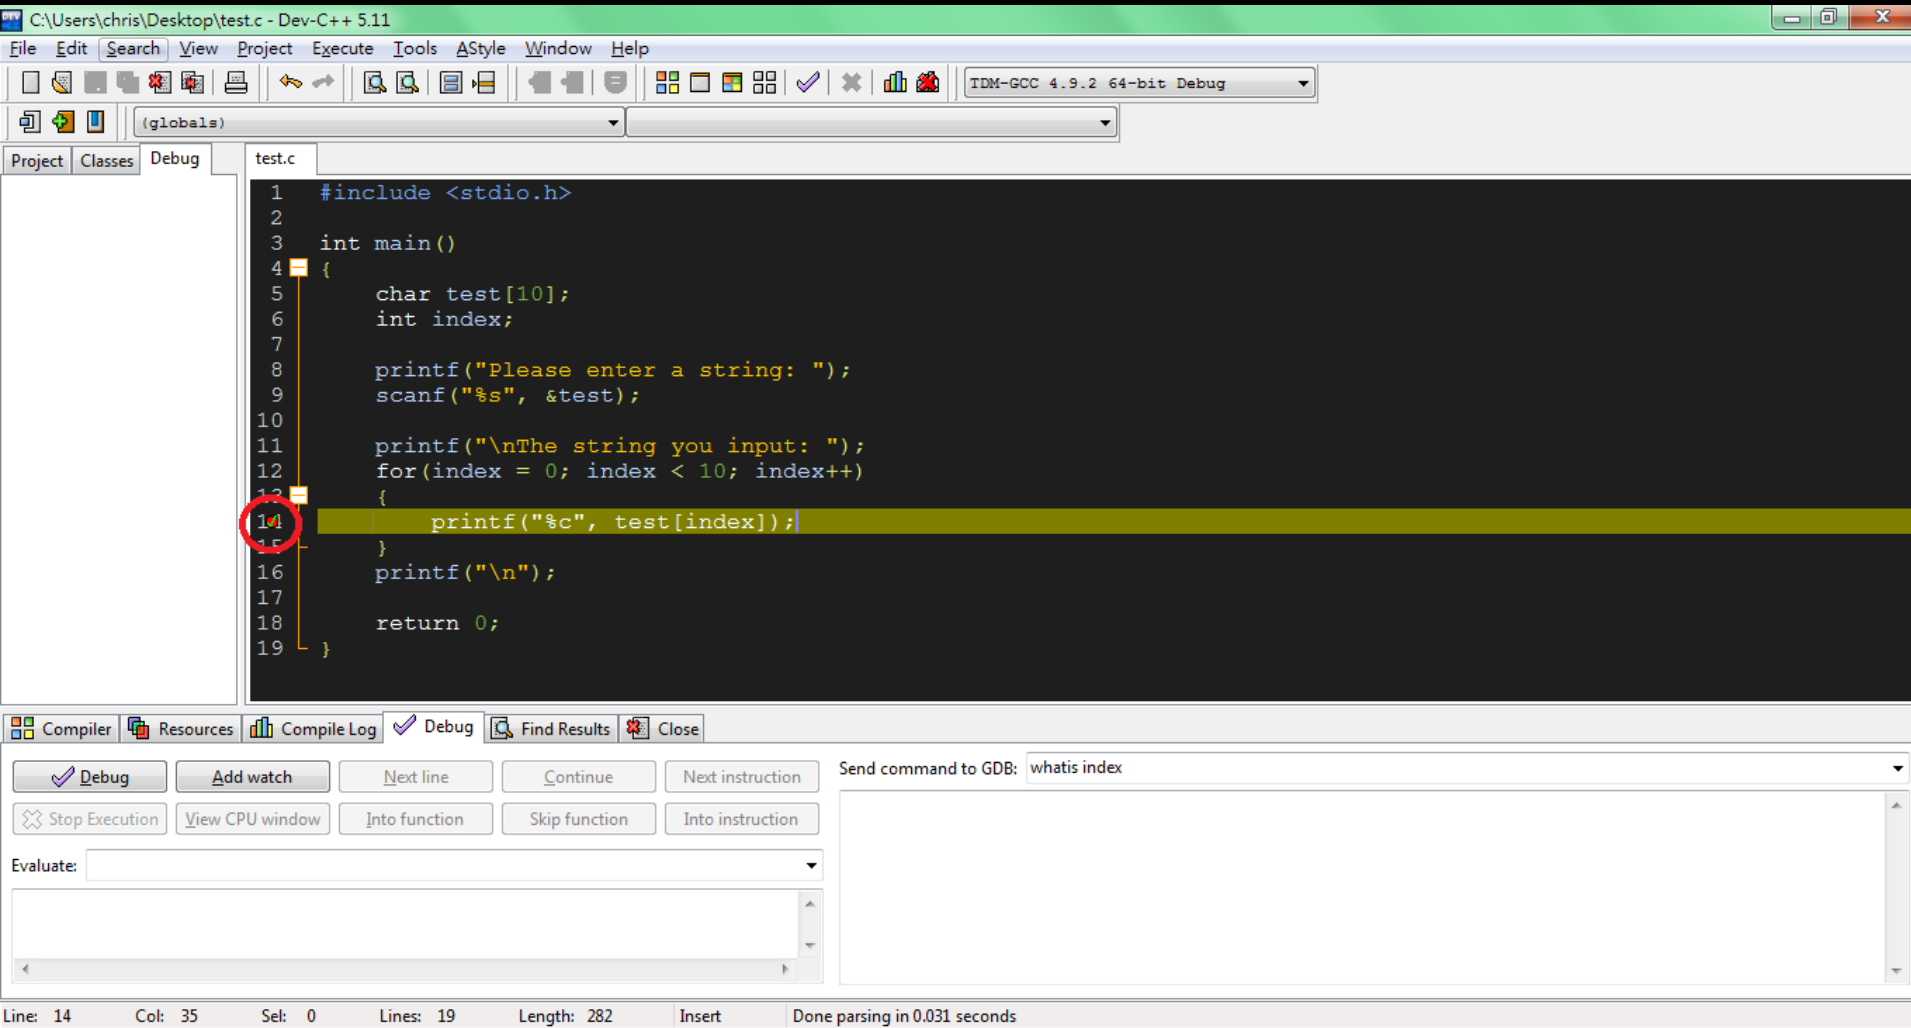 C:\Users\chris\Desktop\test.c - Dev-C++ 5.11
File Edit Search View Project Execute Tools AStyle Window Help
TDM-GCC 4.9.2 64-bit Debug
(globals)
Project Classes Debug test.c
1 #include <stdio.h>
2
3 int main()
4 {
5 char test[10];
6 int index;
7
8 printf("Please enter a string: ");
9 scanf("%s", &test);
10
11 printf("\nThe string you input: ");
12 for(index = 0; index < 10; index++)
13 {
14 printf("%c", test[index]);
15 }
16 printf("\n");
17
18 return 0;
19 }
Compiler Resources Compile Log Debug Find Results Close
Debug Add watch Next line Continue Next instruction Send command to GDB: whatis index
Stop Execution View CPU window Into function Skip function Into instruction
Evaluate:
Line: 14 Col: 35 Sel: 0 Lines: 19 Length: 282 Insert Done parsing in 0.031 seconds